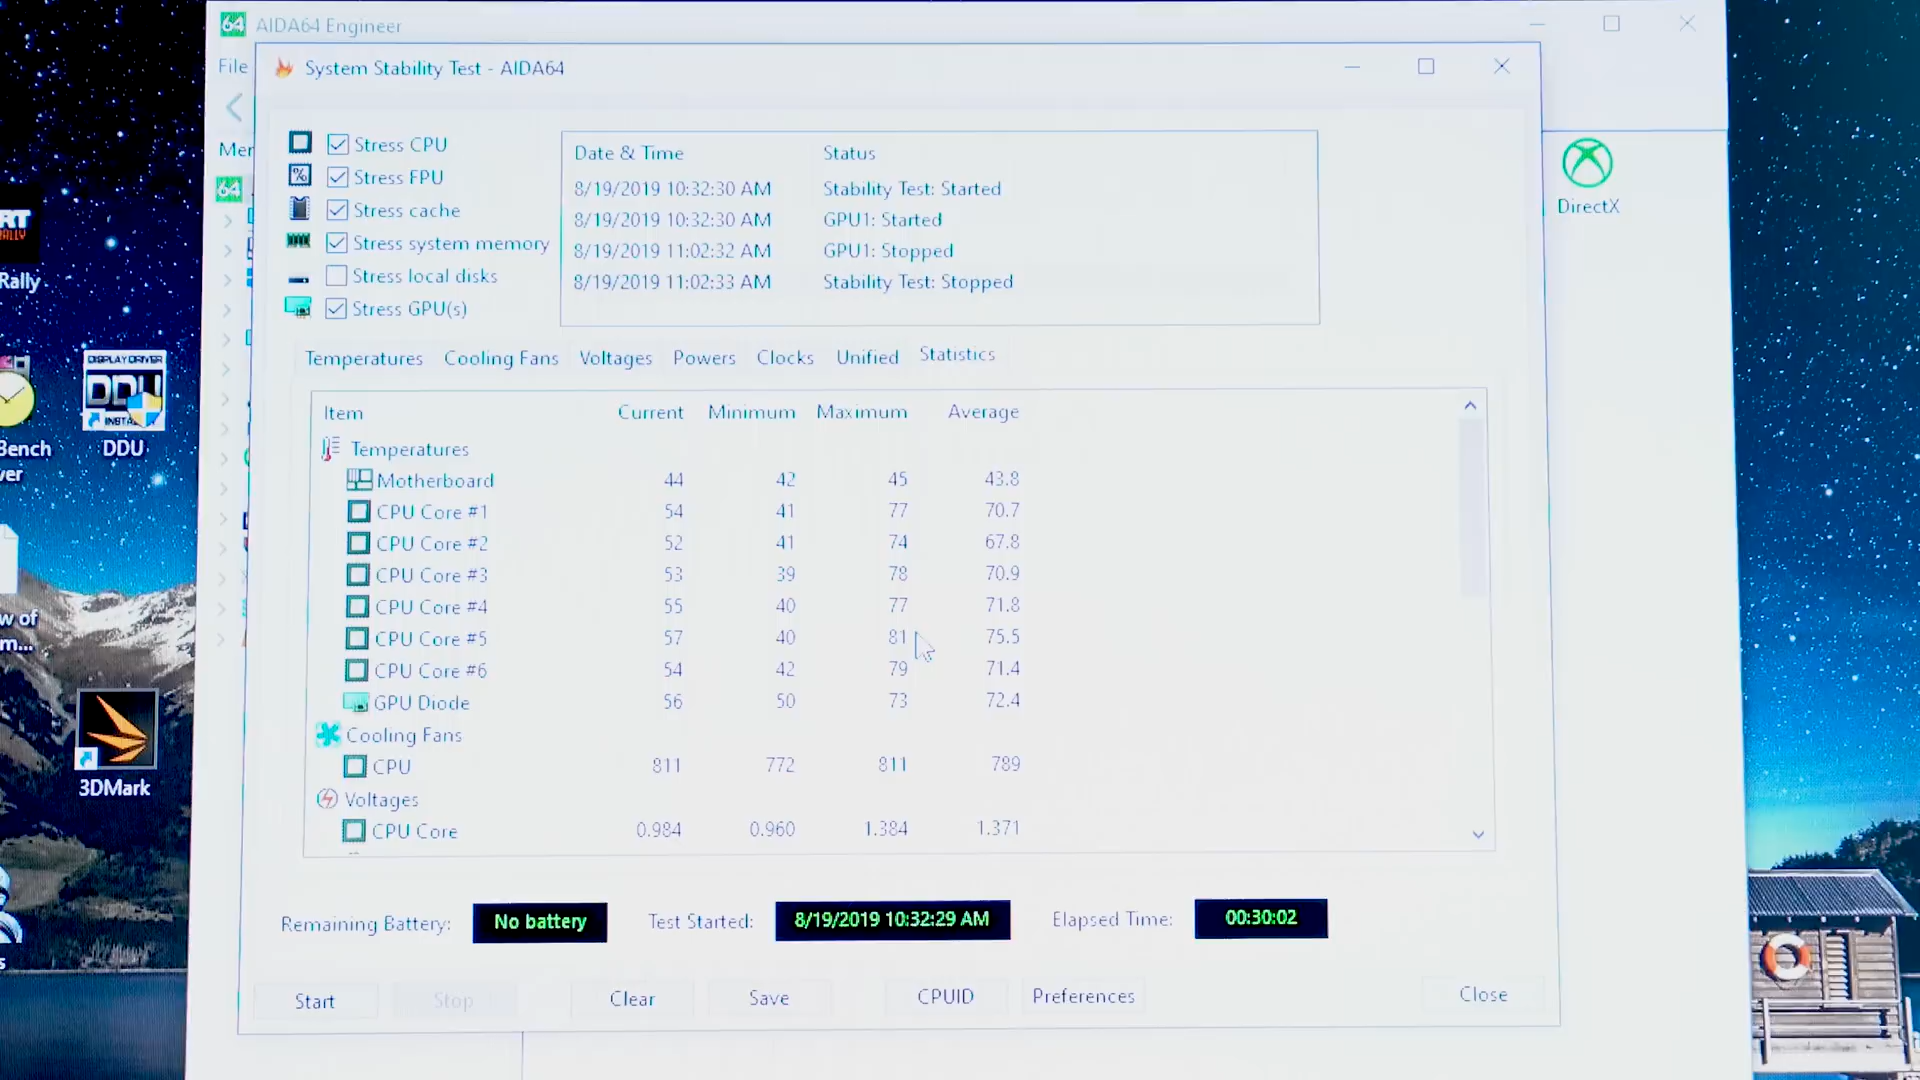 AIDA64 Engineer
File
System Stability Test - AIDA64
Stress CPU
Stress FPU
Stress cache
Stress system memory
Stress local disks
Stress GPU(s)
Date & Time Status
8/19/2019 10:32:30 AM Stability Test: Started
8/19/2019 10:32:30 AM GPU1: Started
8/19/2019 11:02:32 AM GPU1: Stopped
8/19/2019 11:02:33 AM Stability Test: Stopped
DirectX
Temperatures Cooling Fans Voltages Powers Clocks Unified Statistics
Item Current Minimum Maximum Average
Temperatures
Motherboard 44 42 45 43.8
CPU Core #1 54 41 77 70.7
CPU Core #2 52 41 74 67.8
CPU Core #3 53 39 78 70.9
CPU Core #4 55 40 77 71.8
CPU Core #5 57 40 81 75.5
CPU Core #6 54 42 79 71.4
GPU Diode 56 50 73 72.4
Cooling Fans
CPU 811 772 811 789
Voltages
CPU Core 0.984 0.960 1.384 1.371
Remaining Battery: No battery Test Started: 8/19/2019 10:32:29 AM Elapsed Time: 00:30:02
Start Stop Clear Save CPUID Preferences Close
64
64
Mer
Rally
DISPLAY DRIVER
DDU
DDU
Bench
ver
w of
m...
3DMark